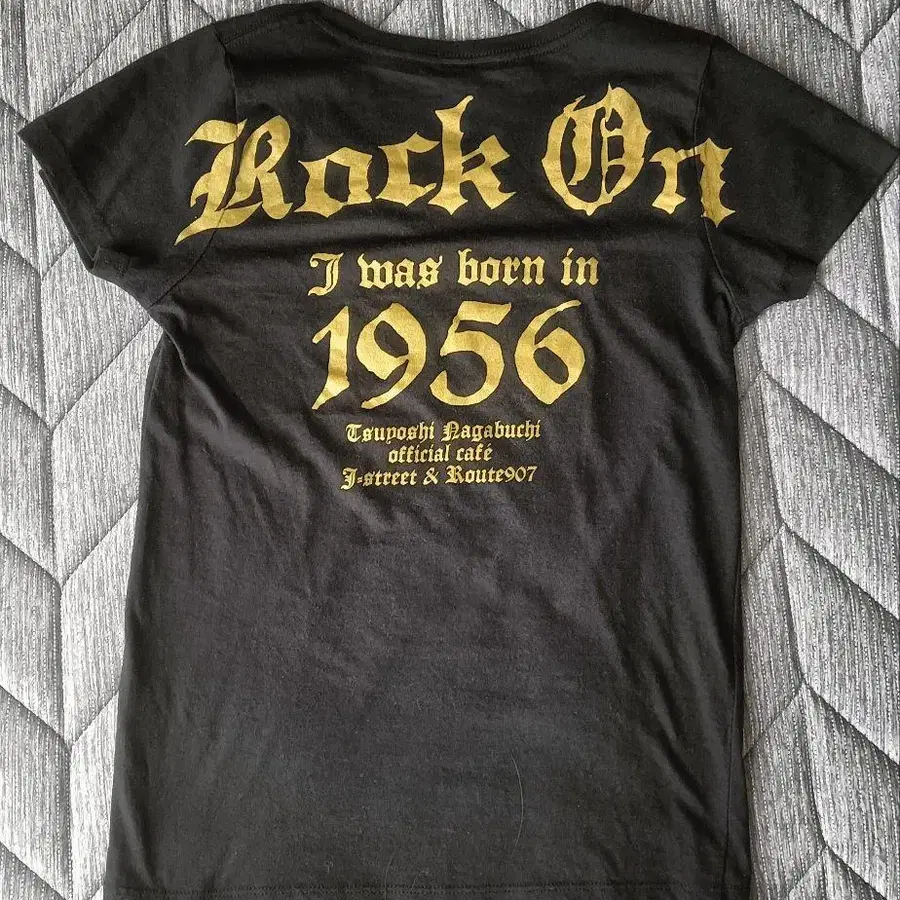 Rock On
I was born in
1956
Tsuyoshi Nagabuchi
official café
J-street & Route907